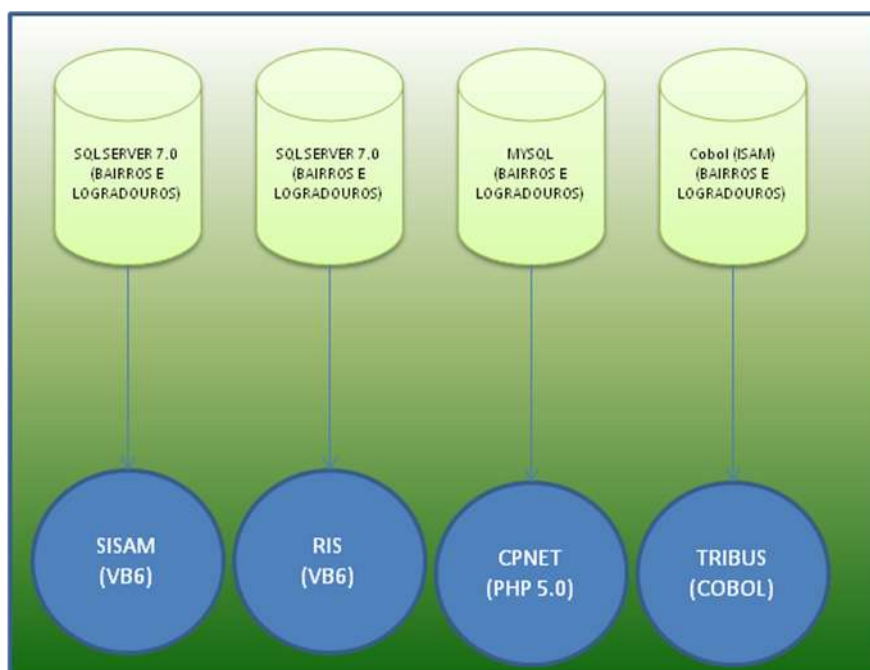 SQLSERVER 7.0
(BAIRROS E
LOGRADOUROS)
SQLSERVER 7.0
(BAIRROS E
LOGRADOUROS)
MYSQL
(BAIRROS E
LOGRADOUROS)
Cobol (ISAM)
(BAIRROS E
LOGRADOUROS)
SISAM
(VB6)
RIS
(VB6)
CPNET
(PHP 5.0)
TRIBUS
(COBOL)